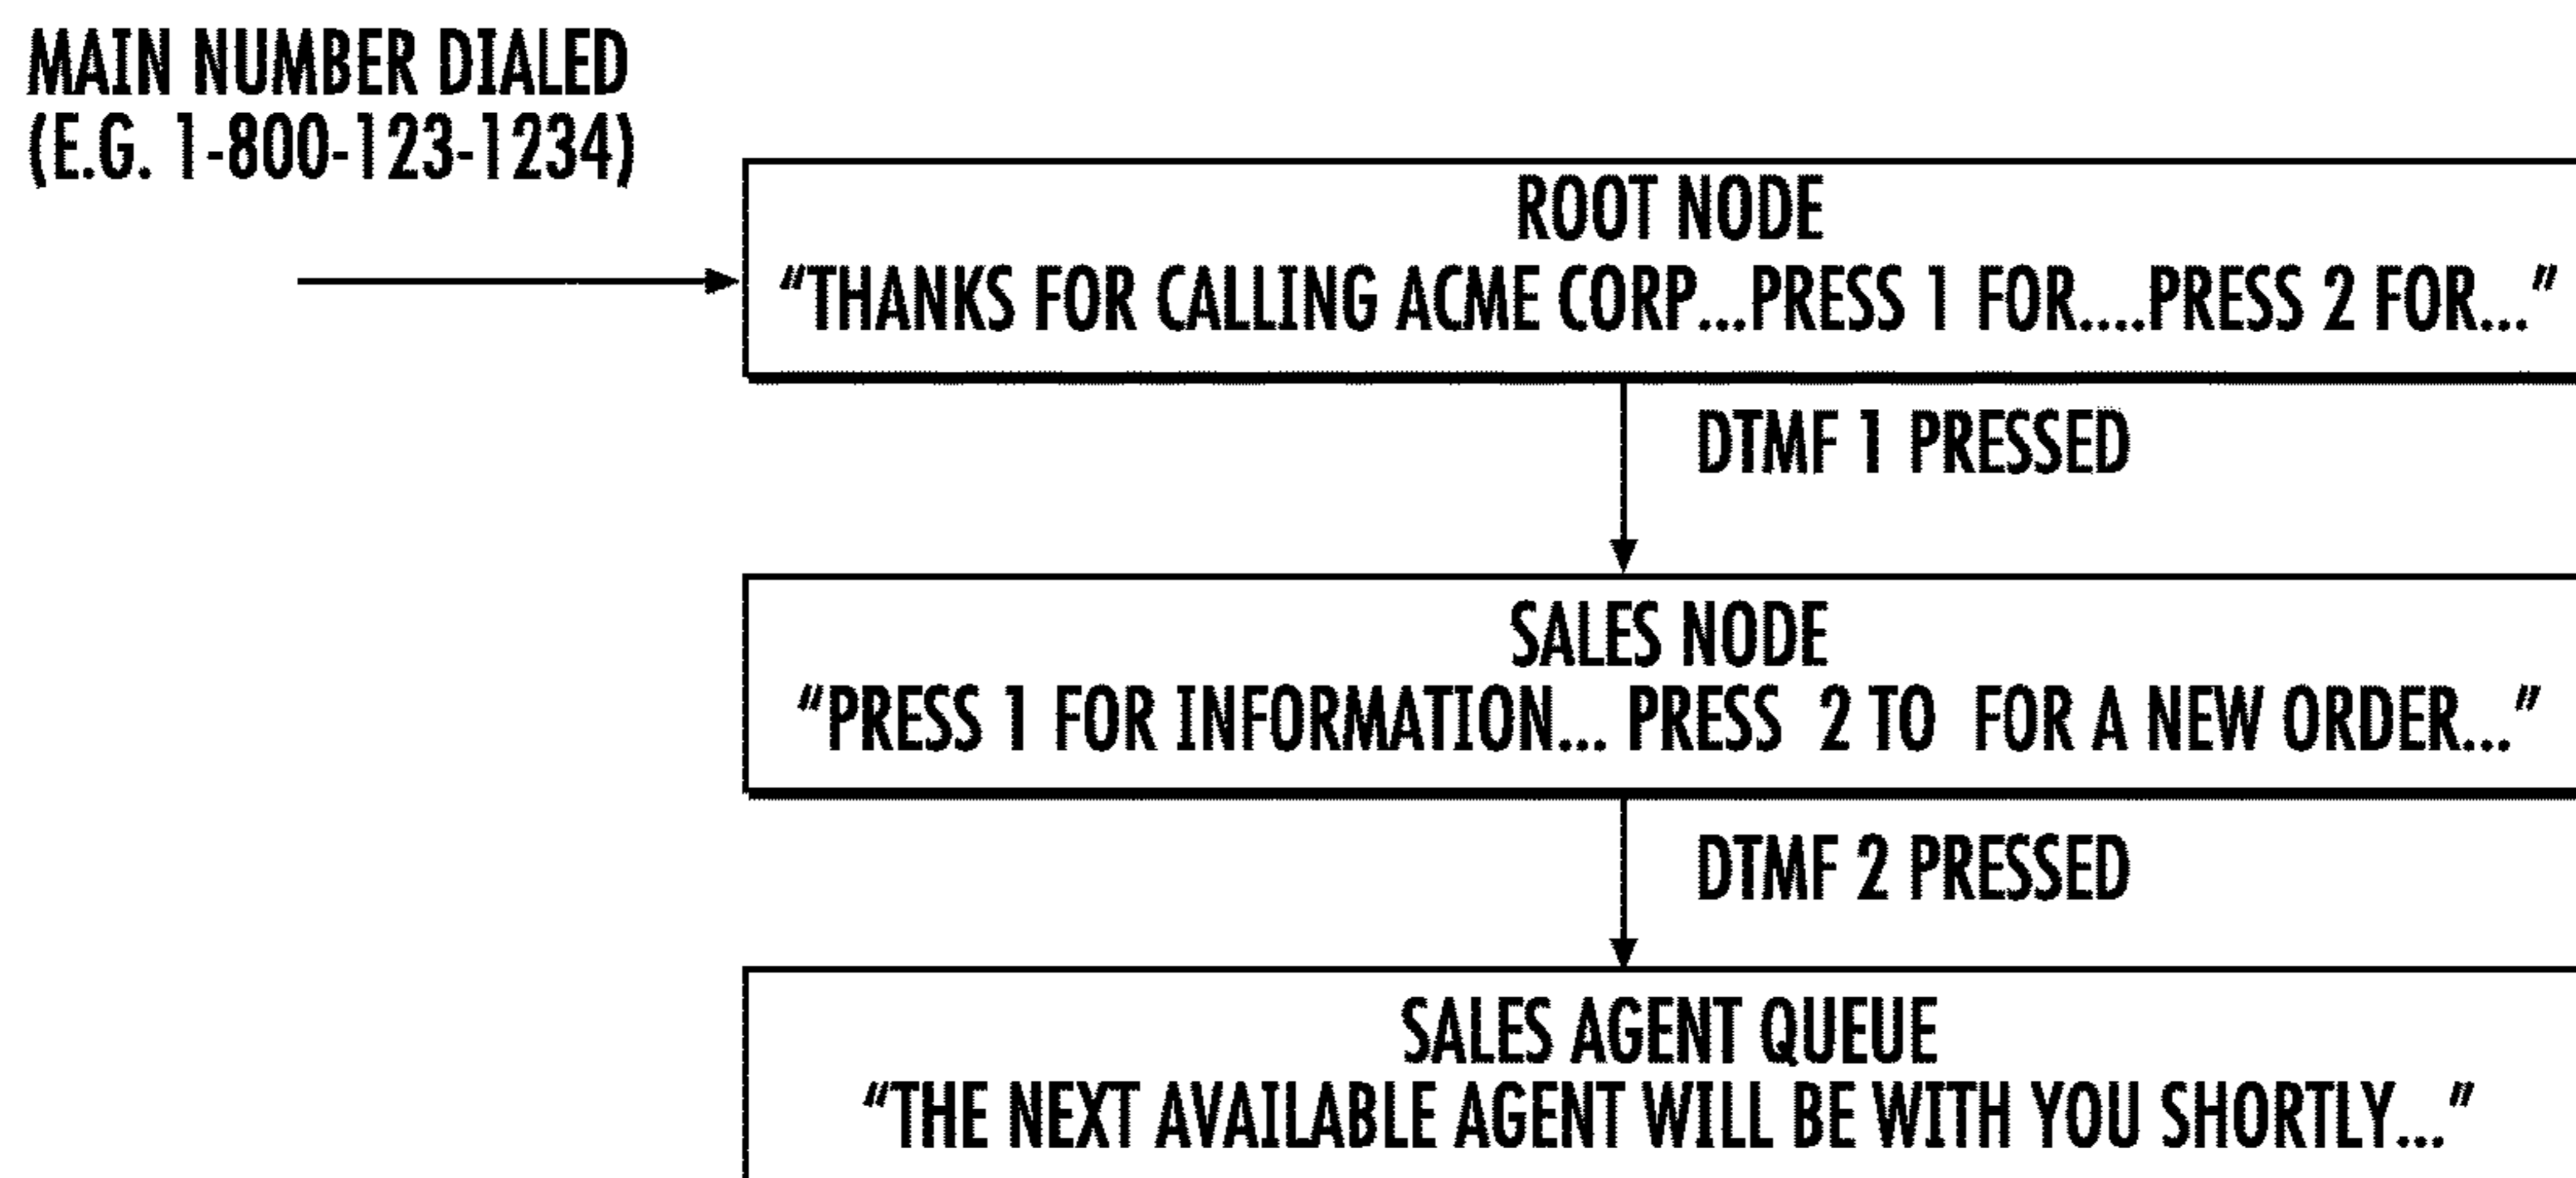 MAIN NUMBER DIALED
(E.G. 1-800-123-1234)
ROOT NODE
"THANKS FOR CALLING ACME CORP...PRESS 1 FOR....PRESS 2 FOR..."
DTMF 1 PRESSED
SALES NODE
"PRESS 1 FOR INFORMATION... PRESS 2 TO FOR A NEW ORDER..."
DTMF 2 PRESSED
SALES AGENT QUEUE
"THE NEXT AVAILABLE AGENT WILL BE WITH YOU SHORTLY..."